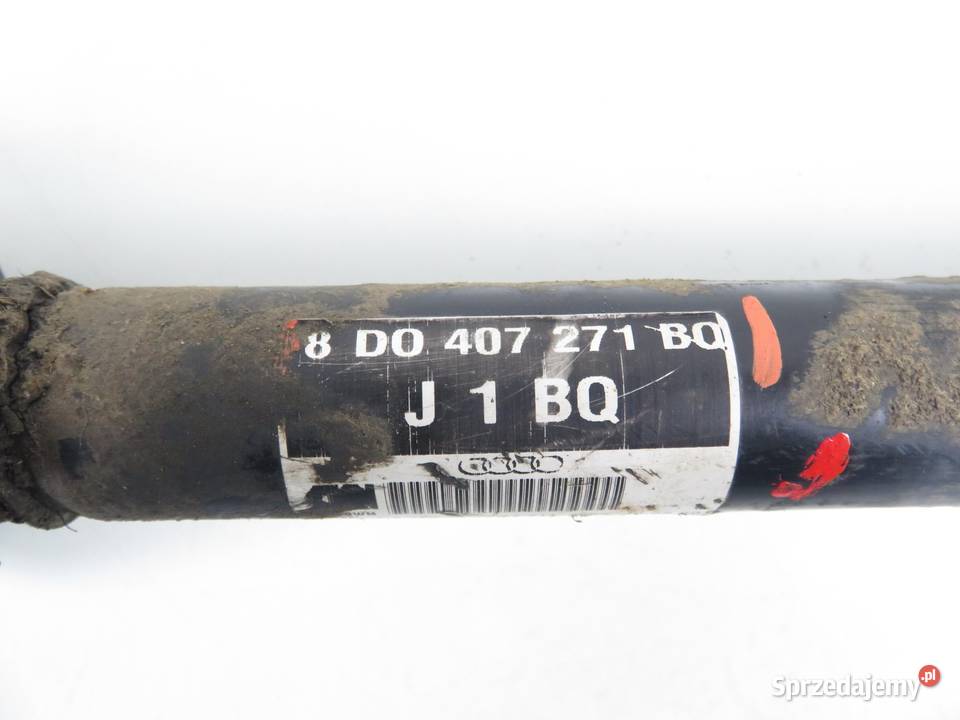 8 D0 407 271 BQ
J 1 BQ
Sprzedajemy.pl